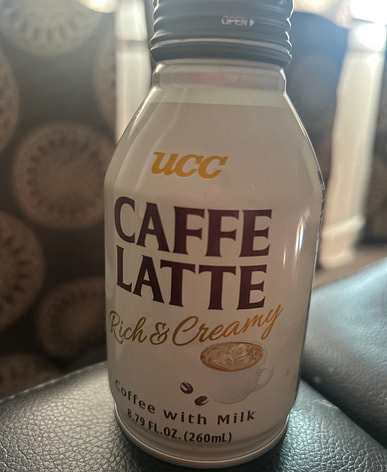 OPEN
ucc
CAFFE
LATTE
Rich & Creamy
Coffee with Milk
8.79 FL.OZ. (260mL)